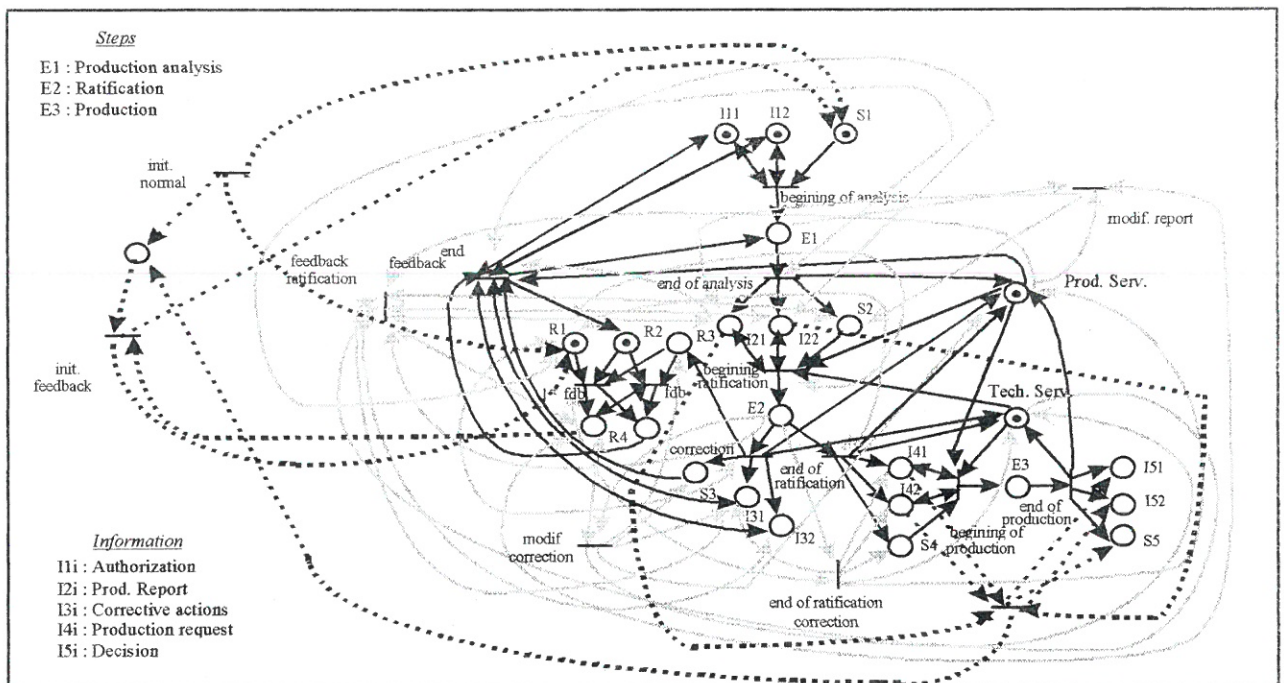 Steps
E1 : Production analysis
E2 : Ratification
E3 : Production
I11
I12
S1
init.
normal
begining of analysis
modif. report
E1
end
feedback
feedback
ratification
end of analysis
Prod. Serv.
S2
R1
R2
R3
I21
I22
begining
ratification
init.
feedback
fdb
fdb
Tech. Serv
E2
R4
correction
end of
ratification
I41
E3
I51
S3
I42
I52
I31
end of
production
I32
S4
begining of
production
S5
modif
correction
end of ratification
correction
Information
I1i : Authorization
I2i : Prod. Report
I3i : Corrective actions
I4i : Production request
I5i : Decision